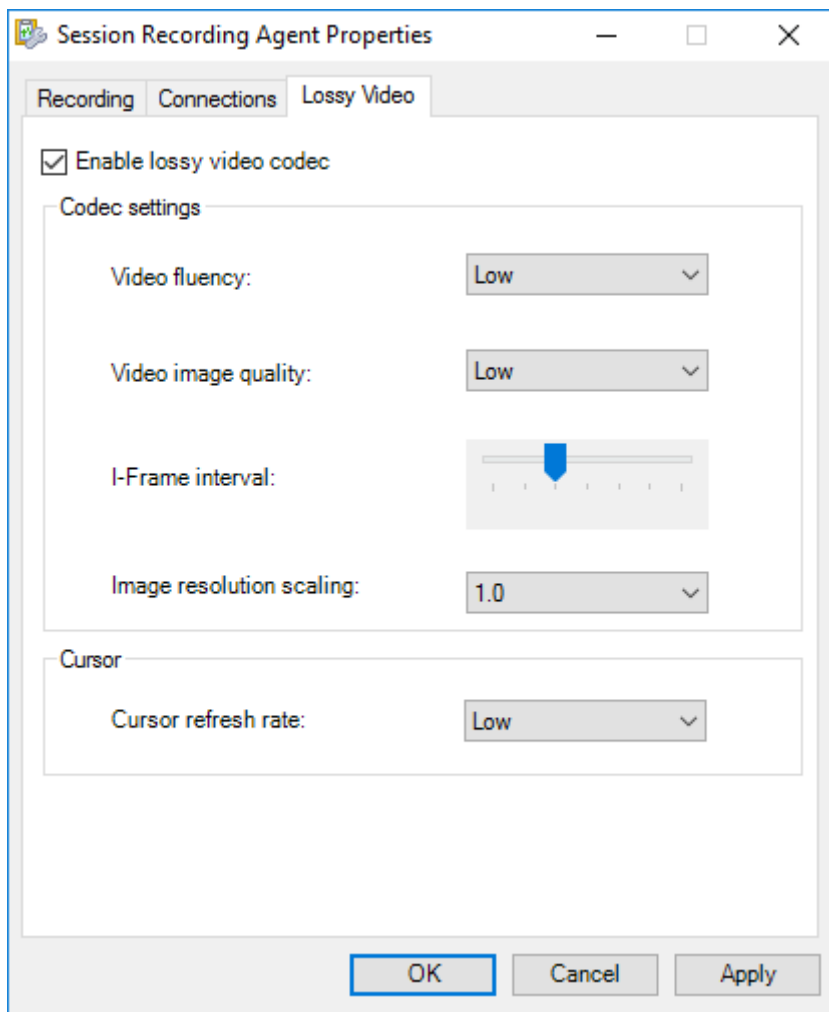 Session Recording Agent Properties
Recording Connections Lossy Video
Enable lossy video codec
Codec settings
Video fluency: Low
Video image quality: Low
I-Frame interval:
Image resolution scaling: 1.0
Cursor
Cursor refresh rate: Low
OK Cancel Apply